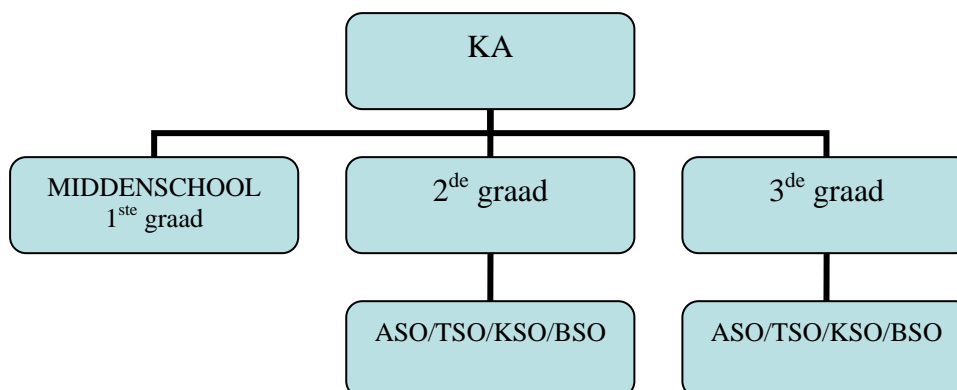 KA
MIDDENSCHOOL
1ste graad
2de graad
3de graad
ASO/TSO/KSO/BSO
ASO/TSO/KSO/BSO